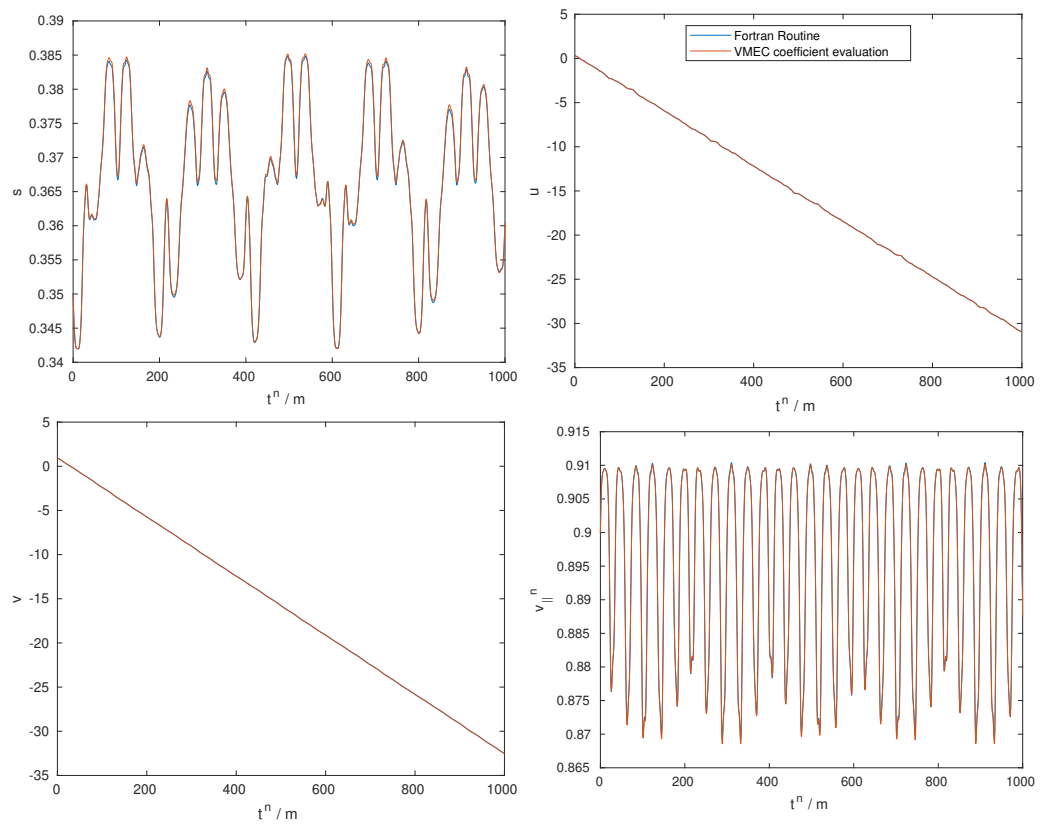 0.39
0.385
0.38
0.375
0.37
0.365
0.36
0.355
0.35
0.345
0.34
s
0 200 400 600 800 1000
t^n / m
5
0
-5
-10
-15
-20
-25
-30
-35
u
Fortran Routine
VMEC coefficient evaluation
0 200 400 600 800 1000
t^n / m
5
0
-5
-10
-15
-20
-25
-30
-35
v
0 200 400 600 800 1000
t^n / m
0.915
0.91
0.905
0.9
0.895
0.89
0.885
0.88
0.875
0.87
0.865
v_||^n
0 200 400 600 800 1000
t^n / m